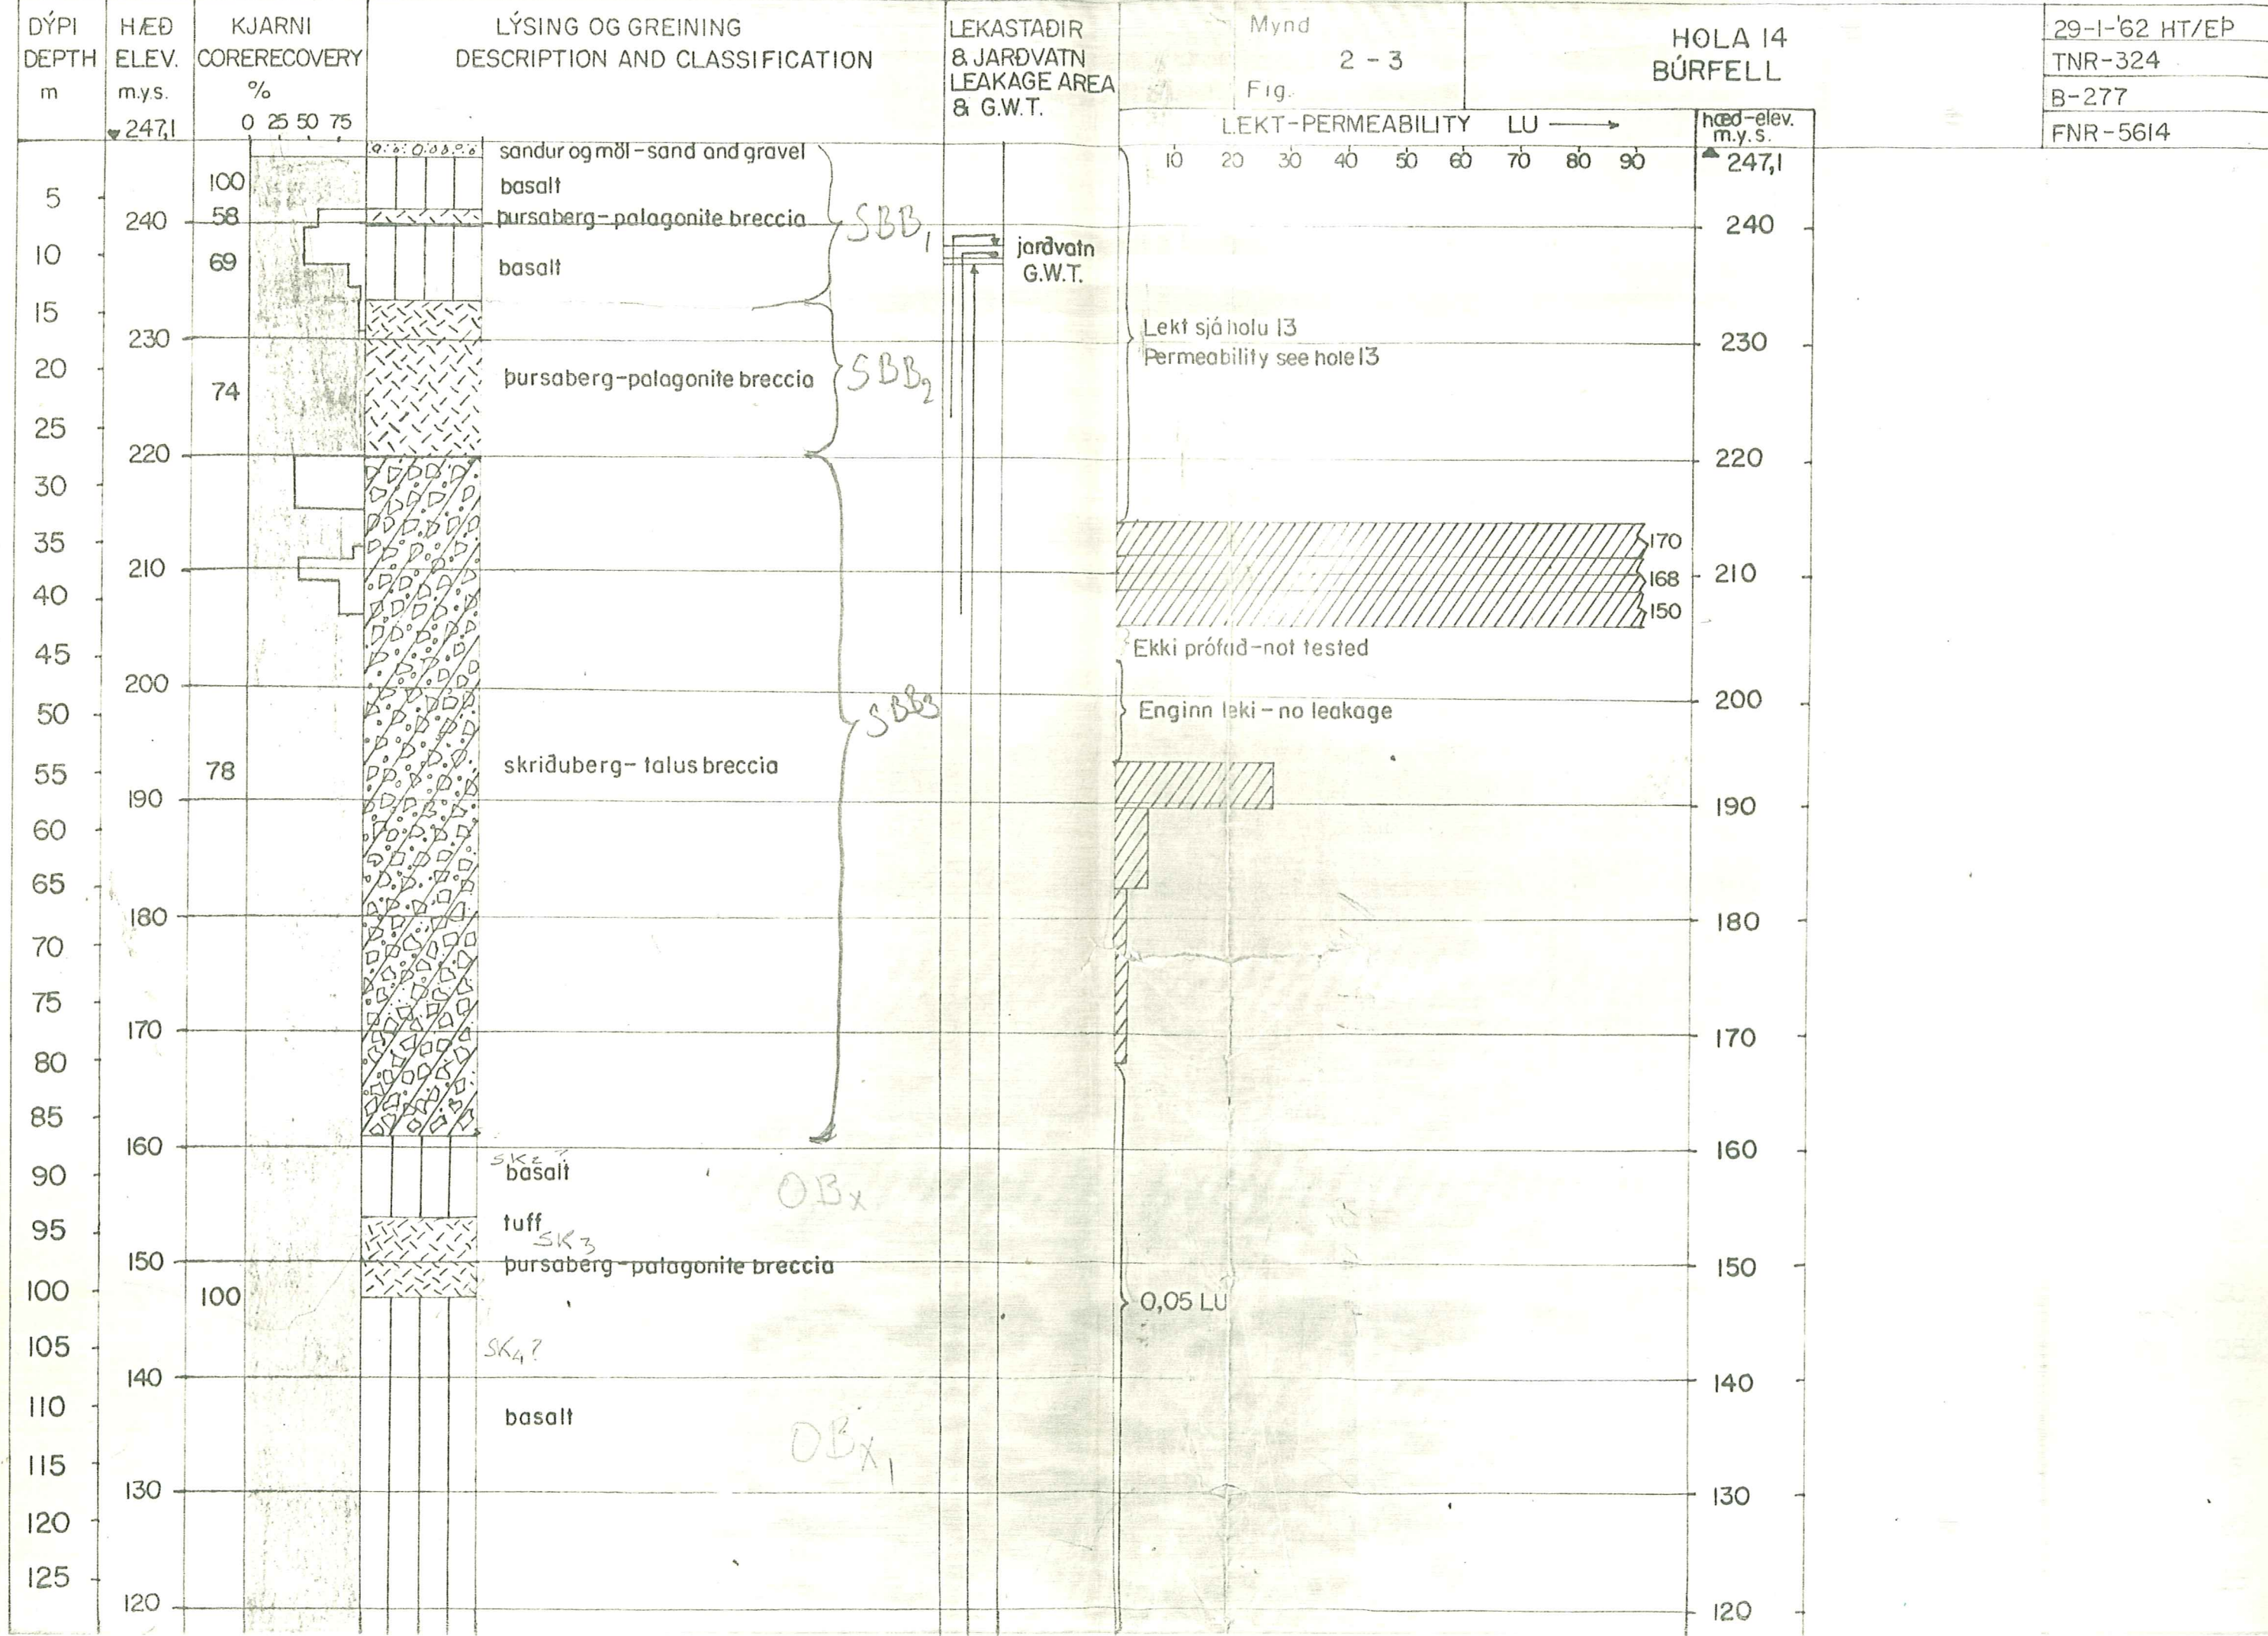 DÝPI
DEPTH
m
HÆÐ
ELEV.
m.y.s.
247,1
KJARNI
CORERECOVERY
%
0 25 50 75
LÝSING OG GREINING
DESCRIPTION AND CLASSIFICATION
LEKASTAÐIR
& JARÐVATN
LEAKAGE AREA
& G.W.T.
Mynd
2 - 3
Fig.
HOLA 14
BÚRFELL
29-1-'62 HT/EÞ
TNR-324
B-277
FNR-5614
LEKT-PERMEABILITY LU
10 20 30 40 50 60 70 80 90
hæð-elev.
m.y.s.
247,1
5
10
15
20
25
30
35
40
45
50
55
60
65
70
75
80
85
90
95
100
105
110
115
120
125
240
230
220
210
200
190
180
170
160
150
140
130
120
100
58
69
74
78
100
sandur og möl-sand and gravel
basalt
þursaberg-palagonite breccia
basalt
þursaberg-palagonite breccia
skriðuberg-talus breccia
SK2 ?
basalt
tuff
SK3
þursaberg-palagonite breccia
SK4?
basalt
SBB1
SBB2
SBB3
OBx
OBx1
jarðvatn
G.W.T.
Lekt sjá holu 13
Permeability see hole 13
170
168
150
Ekki prófað-not tested
Enginn leki-no leakage
0,05 LU
240
230
220
210
200
190
180
170
160
150
140
130
120